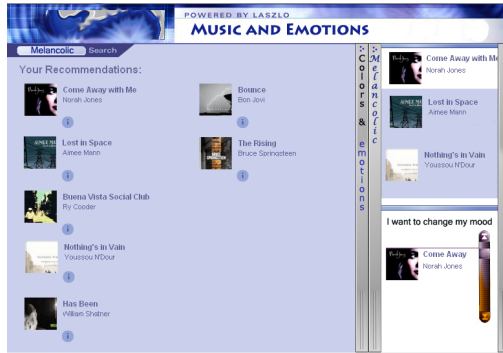 POWERED BY LASZLO
MUSIC AND EMOTIONS
Melancolic Search
Your Recommendations:
Come Away with Me
Norah Jones
Bounce
Bon Jovi
Lost in Space
Aimee Mann
The Rising
Bruce Springsteen
Buena Vista Social Club
Ry Cooder
Nothing's in Vain
Youssou N'Dour
Has Been
William Shatner
Colors & emotions
Melancolic
Come Away with Me
Norah Jones
Lost in Space
Aimee Mann
Nothing's in Vain
Youssou N'Dour
I want to change my mood
Come Away
Norah Jones